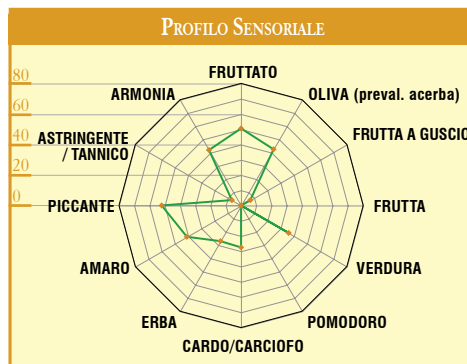 PROFILO SENSORIALE
80
60
40
20
0
FRUTTATO
OLIVA (preval. acerba)
FRUTTA A GUSCIO
FRUTTA
VERDURA
POMODORO
CARDO/CARCIOFO
ERBA
AMARO
PICCANTE
ASTRINGENTE
/ TANNICO
ARMONIA